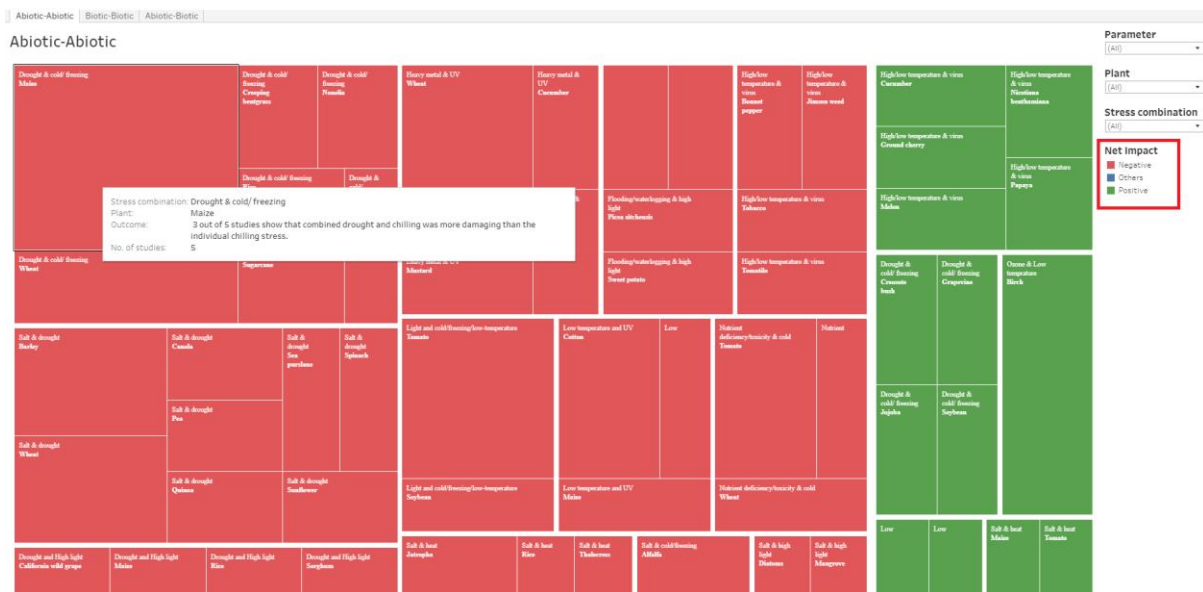 Abiotic-Abiotic
Biotic-Biotic
Abiotic-Biotic
Abiotic-Abiotic
Drought & cold/ freezing
Maize
Drought & cold/
freezing
Creeping
bentgrass
Drought & cold/
freezing
Nonelia
Heavy metal & UV
Wheat
Heavy metal &
UV
Cucumber
High/low
temperature &
virus
Bonnet
pepper
High/low
temperature &
virus
Jimson weed
High/low temperature & virus
Cucumber
High/low temperature
& virus
Nicotiana
benthamiana
High/low temperature & virus
Ground cherry
High/low temperature
& virus
Papaya
High/low temperature & virus
Melon
Drought & cold/ freezing
Drought &
cold/
Stress combination: Drought & cold/ freezing
Plant: Maize
Outcome: 3 out of 5 studies show that combined drought and chilling was more damaging than the
individual chilling stress.
No. of studies: 5
Flooding/waterlogging & high
light
Picea sitchensis
High/low temperature & virus
Tobacco
Drought & cold/ freezing
Wheat
Sugarcane
Mustard
Flooding/waterlogging & high
light
Sweet potato
High/low temperature & virus
Tomatillo
Drought &
cold/ freezing
Creosote
bush
Drought &
cold/ freezing
Grapevine
Ozone & Low
temprature
Birch
Drought &
cold/ freezing
Jojoba
Drought &
cold/ freezing
Soybean
Salt & drought
Barley
Salt & drought
Canola
Salt &
drought
Sea
purslane
Salt &
drought
Spinach
Salt & drought
Pea
Salt & drought
Wheat
Salt & drought
Quinoa
Salt & drought
Sunflower
Light and cold/freezing/low-temperature
Tomato
Low temperature and UV
Cotton
Low
Nutrient
deficiency/toxicity & cold
Tomato
Nutrient
Light and cold/freezing/low-temperature
Soybean
Low temperature and UV
Maize
Nutrient deficiency/toxicity & cold
Wheat
Drought and High light
California wild grape
Drought and High light
Maize
Drought and High light
Rice
Drought and High light
Sorghum
Salt & heat
Jatropha
Salt & heat
Rice
Salt & heat
Salt & cold/freezing
Alfalfa
Salt & high
light
Diatoms
Salt & high
light
Mangrove
Low
Low
Salt & heat
Maize
Salt & heat
Tomato
Parameter
(All)
Plant
(All)
Stress combination
(All)
Net Impact
Negative
Others
Positive